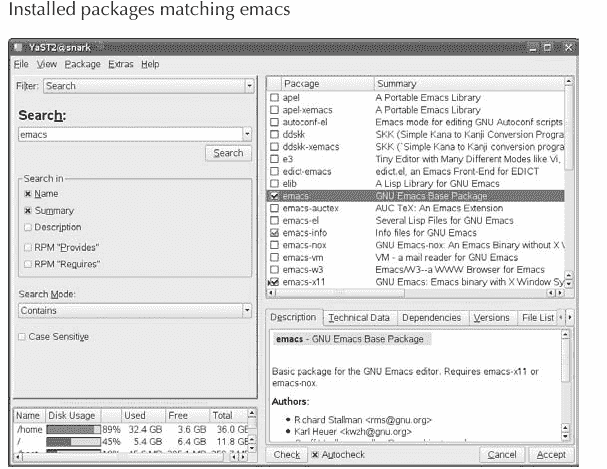 Installed packages matching emacs
YaST2@snark
File View Package Extras Help
Filter: Search
Search:
emacs
Search
Search in
Name
Summary
Description
RPM "Provides"
RPM "Requires"
Search Mode:
Contains
Case Sensitive
Name Disk Usage Used Free Total
/home 89% 32.4 GB 3.6 GB 36.0 GB
/ 45% 5.4 GB 6.4 GB 11.8 GB
Package Summary
apel A Portable Emacs Library
apel-xemacs A Portable Emacs Library
autoconf-el Emacs mode for editing GNU Autoconf scripts
ddskk SKK (Simple Kana to Kanji Conversion Progra
ddskk-xemacs SKK (`Simple Kana to Kanji conversion progra
e3 Tiny Editor with Many Different Modes like Vi,
edict-emacs edict.el, an Emacs Front-End for EDICT
elib A Lisp Library for GNU Emacs
emacs GNU Emacs Base Package
emacs-auctex AUC TeX: An Emacs Extension
emacs-el Several Lisp Files for GNU Emacs
emacs-info Info files for GNU Emacs
emacs-nox GNU Emacs-nox: An Emacs Binary without X
emacs-vm VM - a mail reader for GNU Emacs
emacs-w3 Emacs/W3--a WWW Browser for Emacs
emacs-x11 GNU Emacs: Emacs binary with X Window Sy
Description Technical Data Dependencies Versions File List
emacs - GNU Emacs Base Package
Basic package for the GNU Emacs editor. Requires emacs-x11 or
emacs-nox.
Authors:
Richard Stallman <rms@gnu.org>
Karl Heuer <kwzh@gnu.org>
Check Autocheck Cancel Accept